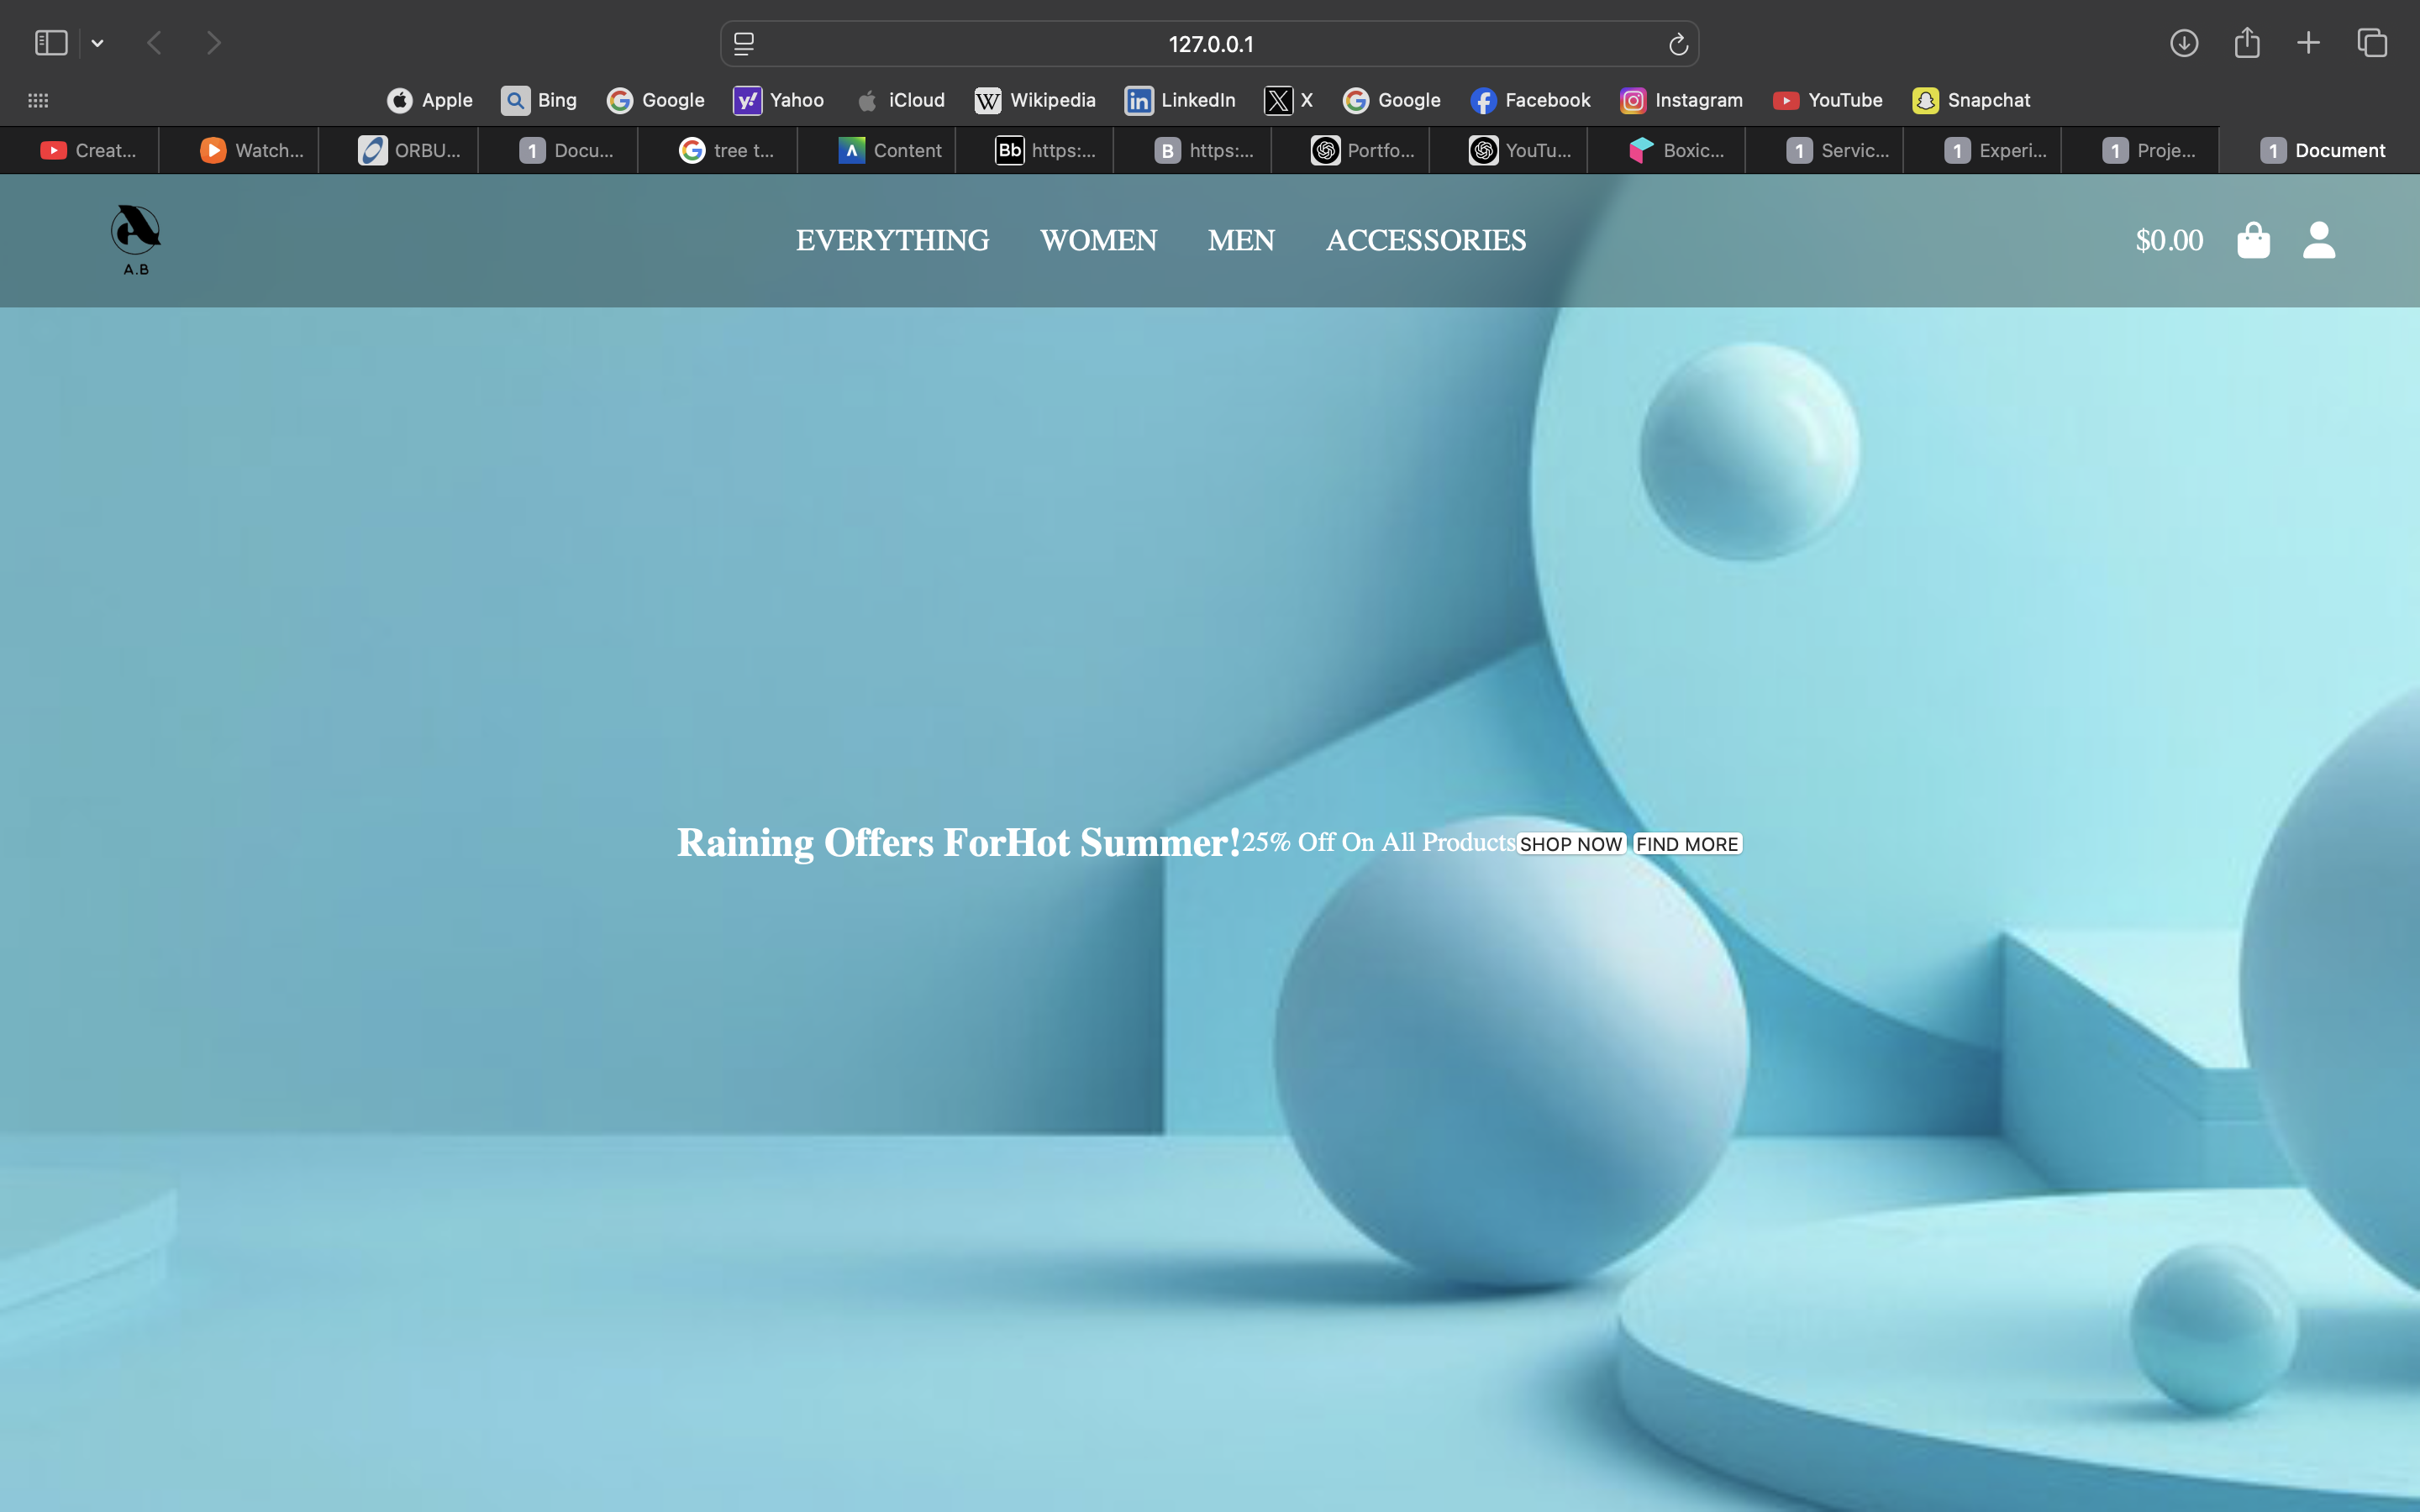 127.0.0.1
Apple Bing Google Yahoo iCloud Wikipedia LinkedIn X Google Facebook Instagram YouTube Snapchat
Creat... Watch... ORBU... 1 Docu... tree t... Content Bb https:... B https:... Portfo... YouTu... Boxic... 1 Servic... 1 Experi... 1 Proje... 1 Document
A.B
EVERYTHING WOMEN MEN ACCESSORIES $0.00
Raining Offers ForHot Summer!25% Off On All ProductsSHOP NOW FIND MORE